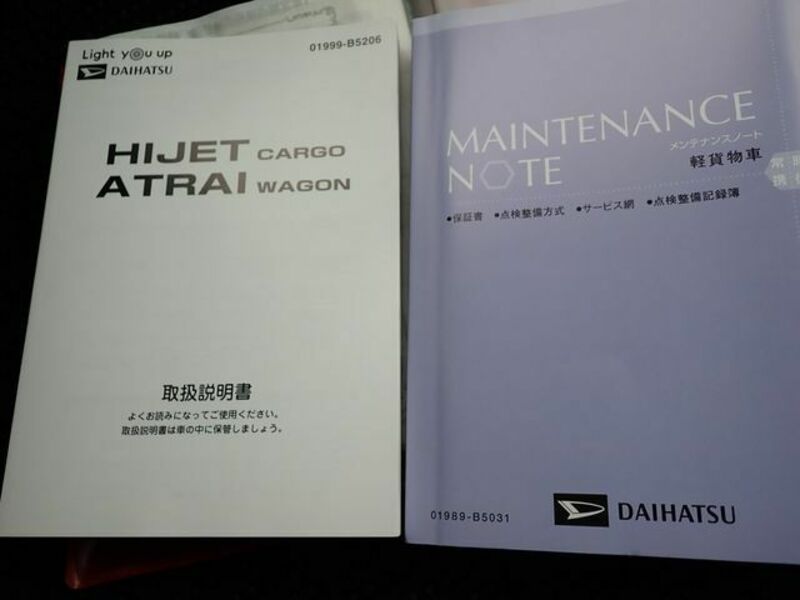 Light you up
DAIHATSU
01999-B5206
HIJET CARGO
ATRAI WAGON
取扱説明書
よくお読みになってご使用ください。
取扱説明書は車の中に保管しましょう。
MAINTENANCE
NOTE
メンテナンスノート
軽貨物車
常
携
•保証書 •点検整備方式 •サービス網 •点検整備記録簿
01989-B5031
DAIHATSU